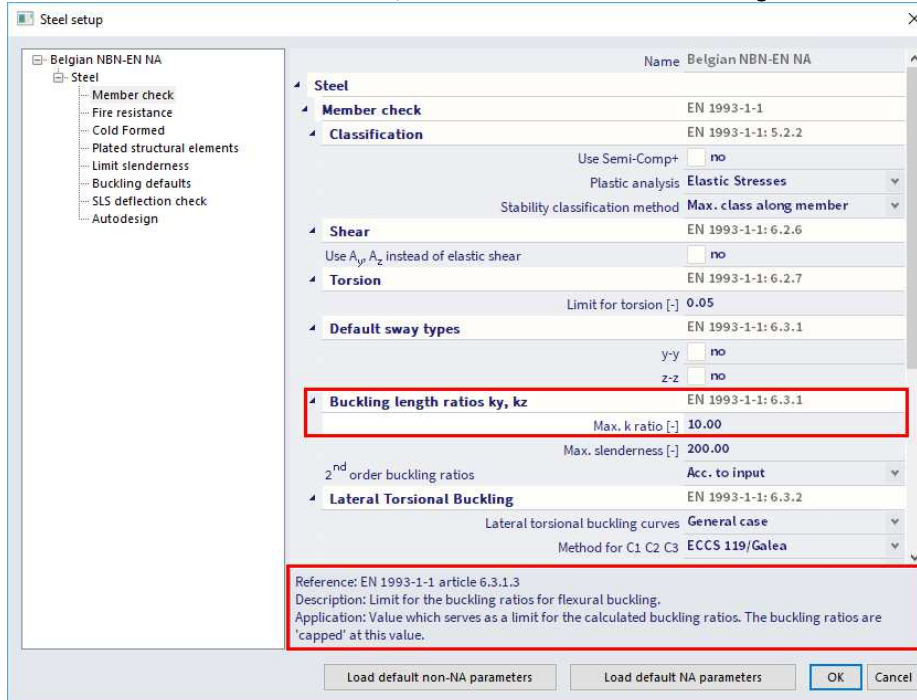 Steel setup
Belgian NBN-EN NA
Steel
Member check
Fire resistance
Cold Formed
Plated structural elements
Limit slenderness
Buckling defaults
SLS deflection check
Autodesign
Name Belgian NBN-EN NA
Steel
Member check EN 1993-1-1
Classification EN 1993-1-1: 5.2.2
Use Semi-Comp+ no
Plastic analysis Elastic Stresses
Stability classification method Max. class along member
Shear EN 1993-1-1: 6.2.6
Use Ay, Az instead of elastic shear no
Torsion EN 1993-1-1: 6.2.7
Limit for torsion [-] 0.05
Default sway types EN 1993-1-1: 6.3.1
y-y no
z-z no
Buckling length ratios ky, kz EN 1993-1-1: 6.3.1
Max. k ratio [-] 10.00
Max. slenderness [-] 200.00
2nd order buckling ratios Acc. to input
Lateral Torsional Buckling EN 1993-1-1: 6.3.2
Lateral torsional buckling curves General case
Method for C1 C2 C3 ECCS 119/Galea
Reference: EN 1993-1-1 article 6.3.1.3
Description: Limit for the buckling ratios for flexural buckling.
Application: Value which serves as a limit for the calculated buckling ratios. The buckling ratios are
'capped' at this value.
Load default non-NA parameters Load default NA parameters OK Cancel